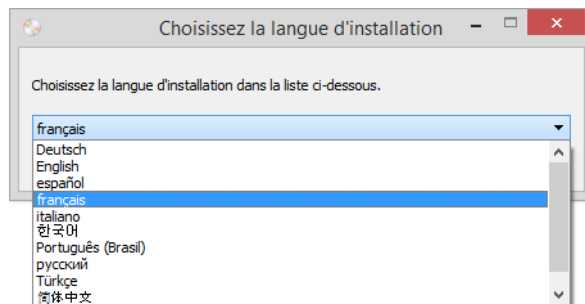 Choisissez la langue d'installation
Choisissez la langue d'installation dans la liste ci-dessous.
français
Deutsch
English
español
français
italiano
한국어
Português (Brasil)
русский
Türkçe
简体中文